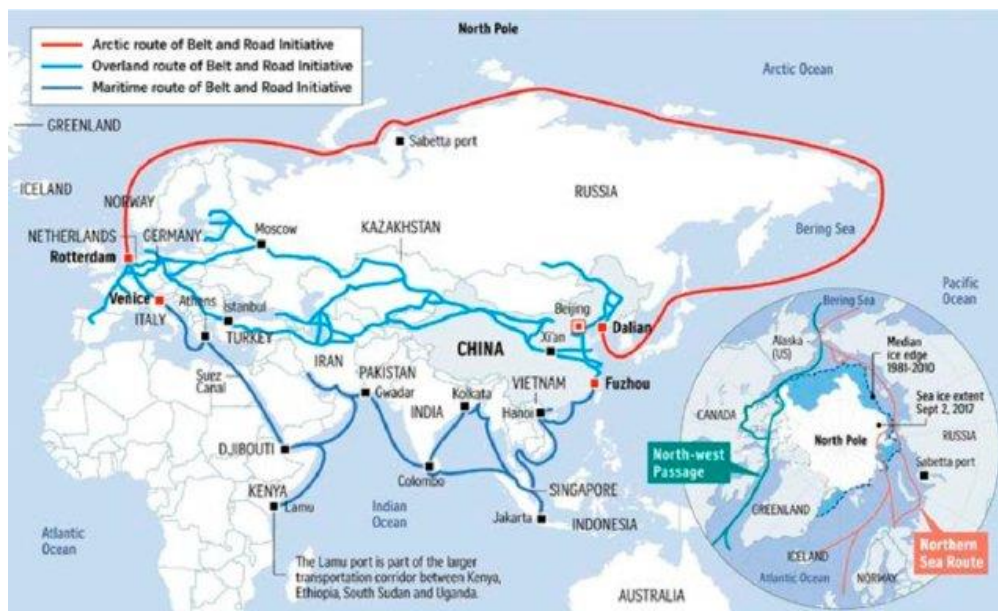 North Pole
Arctic route of Belt and Road Initiative
Overland route of Belt and Road Initiative
Maritime route of Belt and Road Initiative
Arctic Ocean
GREENLAND
Sabetta port
ICELAND
NORWAY
RUSSIA
NETHERLANDS
GERMANY
Moscow
KAZAKHSTAN
Bering Sea
Rotterdam
Pacific
Ocean
Venice
Athens
Istanbul
Beijing
Dalian
ITALY
TURKEY
Xi'an
CHINA
IRAN
Suez
Canal
PAKISTAN
Gwadar
Kolkata
VIETNAM
Fuzhou
INDIA
Hanoi
DJIBOUTI
Colombo
SINGAPORE
KENYA
Lamu
Indian
Ocean
Jakarta
INDONESIA
Atlantic
Ocean
The Lamu port is part of the larger
transportation corridor between Kenya,
Ethiopia, South Sudan and Uganda.
AUSTRALIA
Bering Sea
Alaska
(US)
Median
ice edge
1981-2010
Sea ice extent
Sept 2, 2017
CANADA
North Pole
RUSSIA
North-west
Passage
Sabetta port
GREENLAND
ICELAND
Northern
Sea Route
Atlantic Ocean
NORWAY